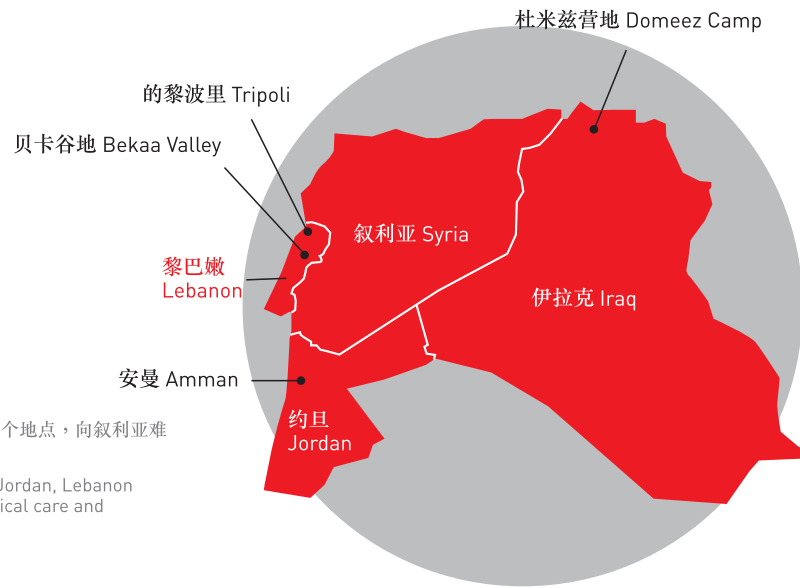 杜米兹营地 Domeez Camp
的黎波里 Tripoli
贝卡谷地 Bekaa Valley
叙利亚 Syria
黎巴嫩
Lebanon
伊拉克 Iraq
安曼 Amman
约旦
Jordan
个地点，向叙利亚难
Jordan, Lebanon
ical care and